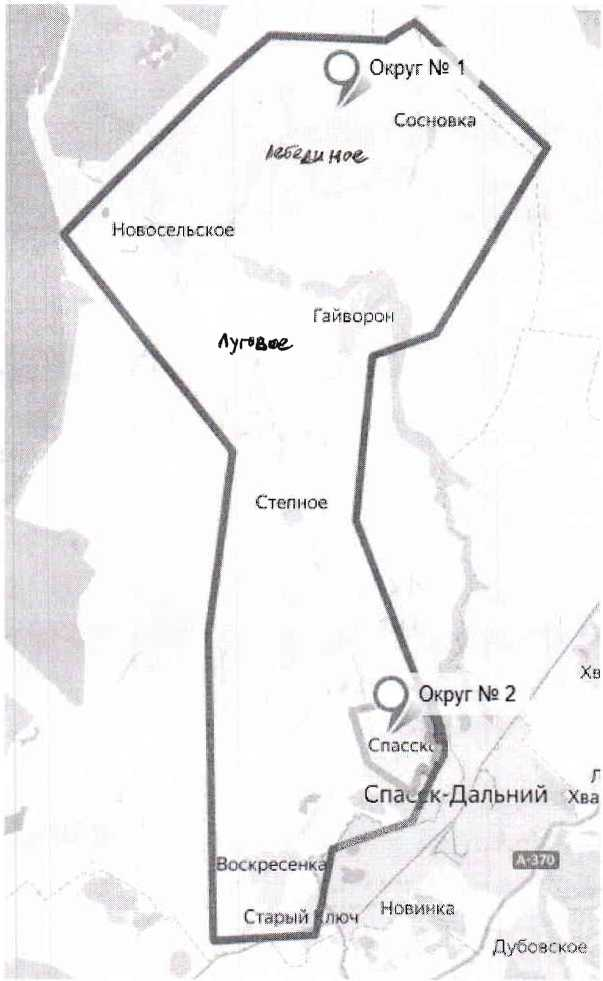 Округ № 1
Сосновка
Лебединое
Новосельское
Гайворон
Луговое
Степное
Хв
Округ № 2
Спасско
Л
Спасск-Дальний
Хва
А-370
Воскресенка
Старый Ключ
Новинка
Дубовское